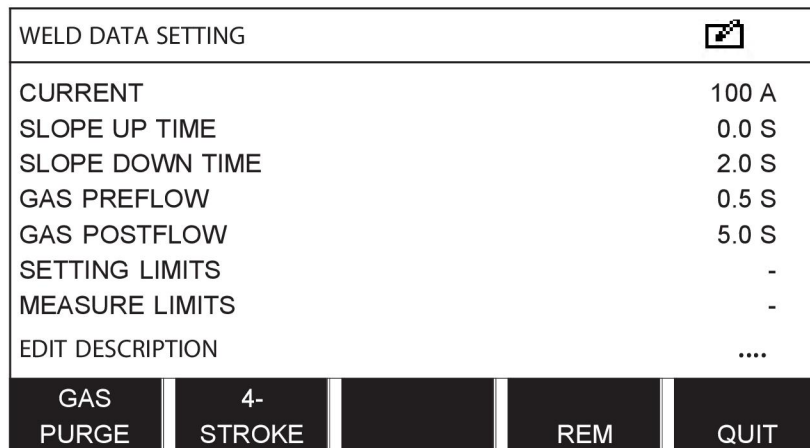 WELD DATA SETTING
CURRENT 100 A
SLOPE UP TIME 0.0 S
SLOPE DOWN TIME 2.0 S
GAS PREFLOW 0.5 S
GAS POSTFLOW 5.0 S
SETTING LIMITS -
MEASURE LIMITS -
EDIT DESCRIPTION ....
GAS PURGE
4-STROKE
REM
QUIT